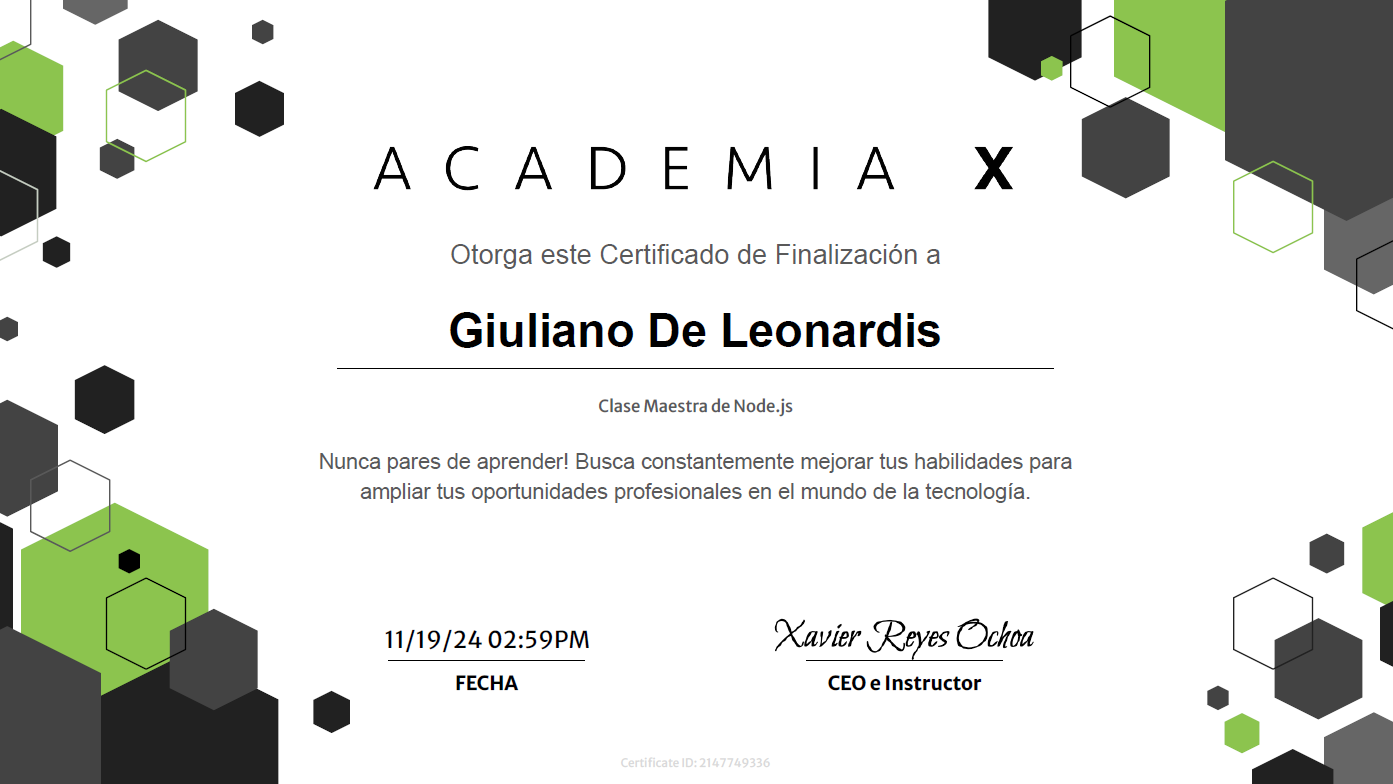 ACADEMIA X
Otorga este Certificado de Finalización a
Giuliano De Leonardis
Clase Maestra de Node.js
Nunca pares de aprender! Busca constantemente mejorar tus habilidades para
ampliar tus oportunidades profesionales en el mundo de la tecnología.
11/19/24 02:59PM
FECHA
Xavier Reyes Ochoa
CEO e Instructor
Certificate ID: 2147749336